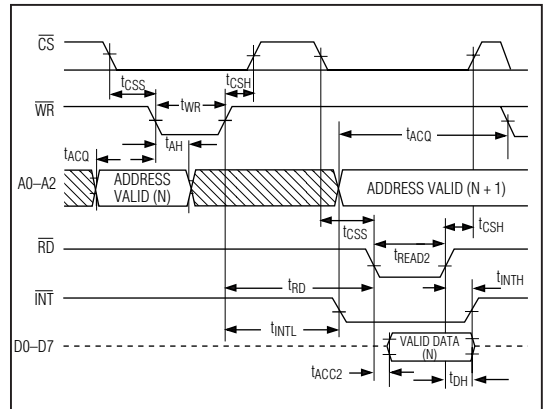 CS
tCSS
tCSH
tWR
WR
tAH
tACQ
tACQ
A0–A2
ADDRESS
VALID (N)
ADDRESS VALID (N + 1)
tCSS
tCSH
RD
tREAD2
tRD
tINTH
INT
tINTL
D0–D7
VALID DATA
(N)
tACC2
tDH